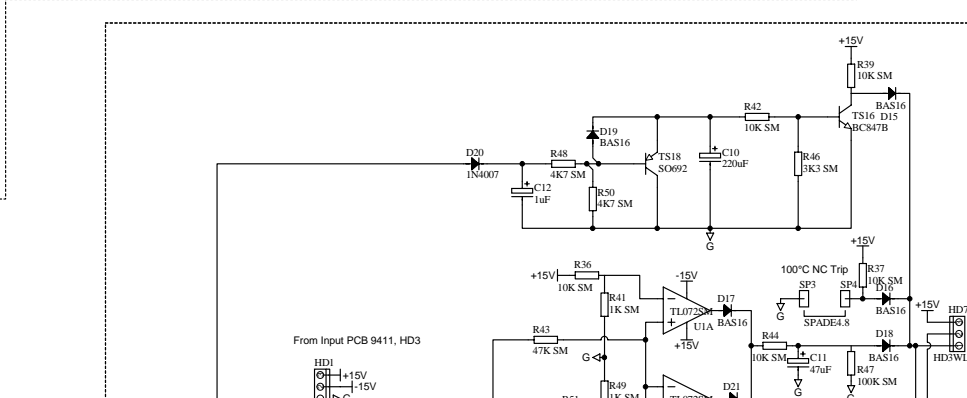 +15V
R39
10K SM
BAS16
TS16 D15
BC847B
R42
10K SM
D19
BAS16
D20
1N4007
R48
4K7 SM
TS18
SO692
C10
220uF
R46
3K3 SM
C12
1uF
R50
4K7 SM
G
+15V
R36
10K SM
-15V
100°C NC Trip
+15V
R37
10K SM
SP3
SP4
D16
BAS16
SPADE4.8
G
R41
1K SM
TL072SM
U1A
D17
BAS16
+15V
+15V
HD7
R43
47K SM
G
R44
10K SM
C11
47uF
D18
BAS16
HD3WL
R47
100K SM
G
From Input PCB 9411, HD3
HD1
+15V
-15V
R49
1K SM
D21